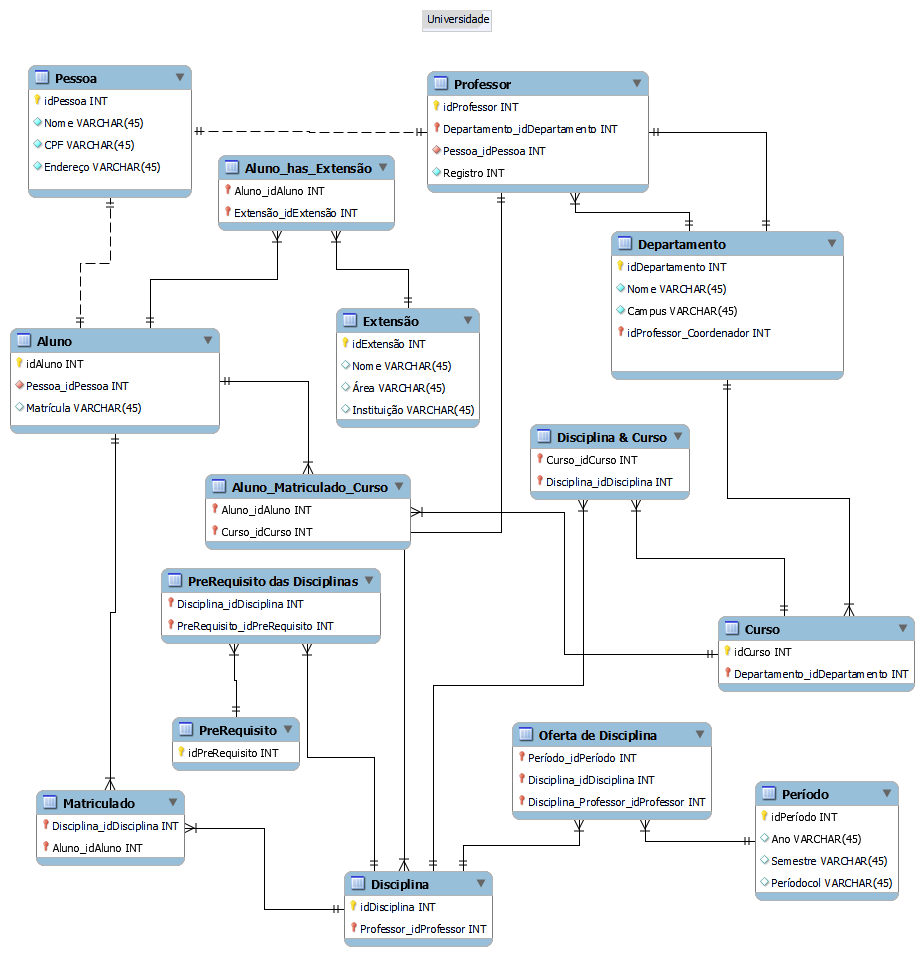 Universidade
Pessoa
idPessoa INT
Nome VARCHAR(45)
CPF VARCHAR(45)
Endereço VARCHAR(45)
Professor
idProfessor INT
Departamento_idDepartamento INT
Pessoa_idPessoa INT
Registro INT
Aluno_has_Extensão
Aluno_idAluno INT
Extensão_idExtensão INT
Departamento
idDepartamento INT
Nome VARCHAR(45)
Campus VARCHAR(45)
idProfessor_Coordenador INT
Extensão
idExtensão INT
Nome VARCHAR(45)
Área VARCHAR(45)
Instituição VARCHAR(45)
Aluno
idAluno INT
Pessoa_idPessoa INT
Matrícula VARCHAR(45)
Disciplina & Curso
Curso_idCurso INT
Disciplina_idDisciplina INT
Aluno_Matriculado_Curso
Aluno_idAluno INT
Curso_idCurso INT
PreRequisito das Disciplinas
Disciplina_idDisciplina INT
PreRequisito_idPreRequisito INT
Curso
idCurso INT
Departamento_idDepartamento INT
PreRequisito
idPreRequisito INT
Oferta de Disciplina
Período_idPeríodo INT
Disciplina_idDisciplina INT
Disciplina_Professor_idProfessor INT
Período
idPeríodo INT
Ano VARCHAR(45)
Semestre VARCHAR(45)
Períodocol VARCHAR(45)
Matriculado
Disciplina_idDisciplina INT
Aluno_idAluno INT
Disciplina
idDisciplina INT
Professor_idProfessor INT